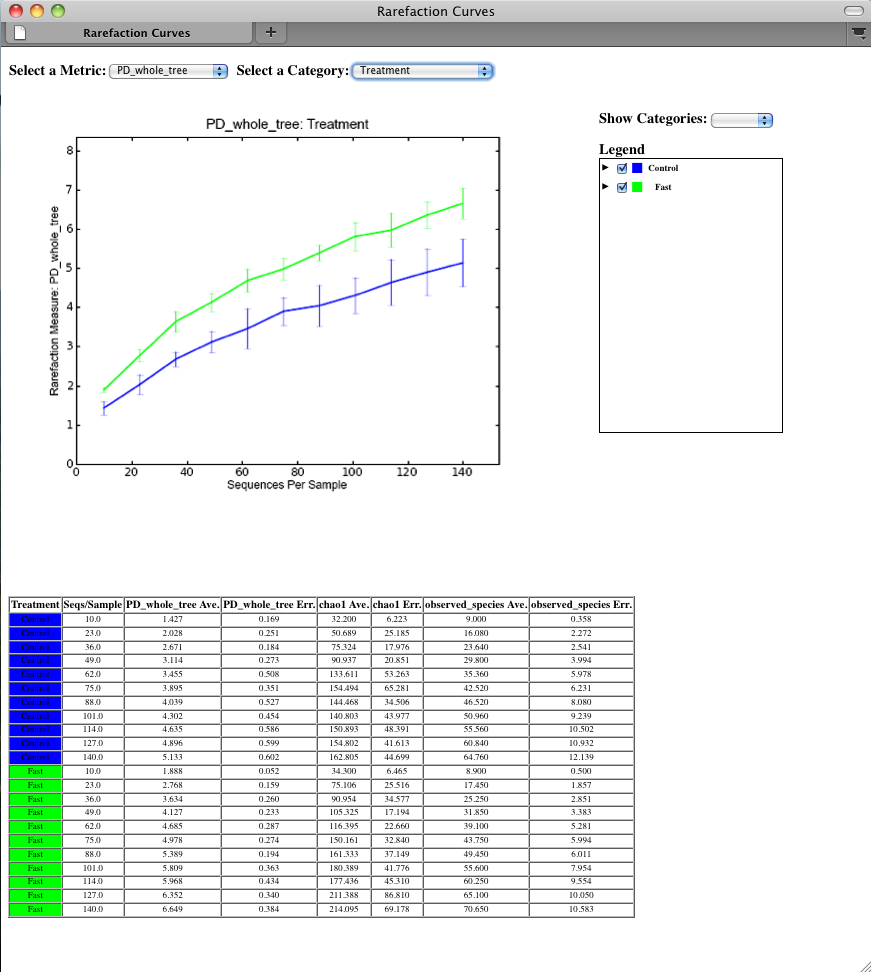 Rarefaction Curves
Rarefaction Curves
Select a Metric: PD_whole_tree Select a Category: Treatment
PD_whole_tree: Treatment
Show Categories:
Legend
Control
Fast
8
7
6
5
4
3
2
1
0
Rarefaction Measure: PD_whole_tree
0 20 40 60 80 100 120 140
Sequences Per Sample
Treatment Seqs/Sample PD_whole_tree Ave. PD_whole_tree Err. chao1 Ave. chao1 Err. observed_species Ave. observed_species Err.
Control 10.0 1.427 0.169 32.200 6.223 9.000 0.358
Control 23.0 2.028 0.251 50.689 25.185 16.080 2.272
Control 36.0 2.671 0.184 75.324 17.976 23.640 2.541
Control 49.0 3.114 0.273 90.937 20.851 29.800 3.994
Control 62.0 3.455 0.508 133.611 53.263 35.360 5.978
Control 75.0 3.895 0.351 154.494 65.281 42.520 6.231
Control 88.0 4.039 0.527 144.468 34.506 46.520 8.080
Control 101.0 4.302 0.454 140.803 43.977 50.960 9.239
Control 114.0 4.635 0.586 150.893 48.391 55.560 10.502
Control 127.0 4.896 0.599 154.802 41.613 60.840 10.932
Control 140.0 5.133 0.602 162.805 44.699 64.760 12.139
Fast 10.0 1.888 0.052 34.300 6.465 8.900 0.500
Fast 23.0 2.768 0.159 75.106 25.516 17.450 1.857
Fast 36.0 3.634 0.260 90.954 34.577 25.250 2.851
Fast 49.0 4.127 0.233 105.325 17.194 31.850 3.383
Fast 62.0 4.685 0.287 116.395 22.660 39.100 5.281
Fast 75.0 4.978 0.274 150.161 32.840 43.750 5.994
Fast 88.0 5.389 0.194 161.333 37.149 49.450 6.011
Fast 101.0 5.809 0.363 180.389 41.776 55.600 7.954
Fast 114.0 5.968 0.434 177.436 45.310 60.250 9.554
Fast 127.0 6.352 0.340 211.388 86.810 65.100 10.050
Fast 140.0 6.649 0.384 214.095 69.178 70.650 10.583